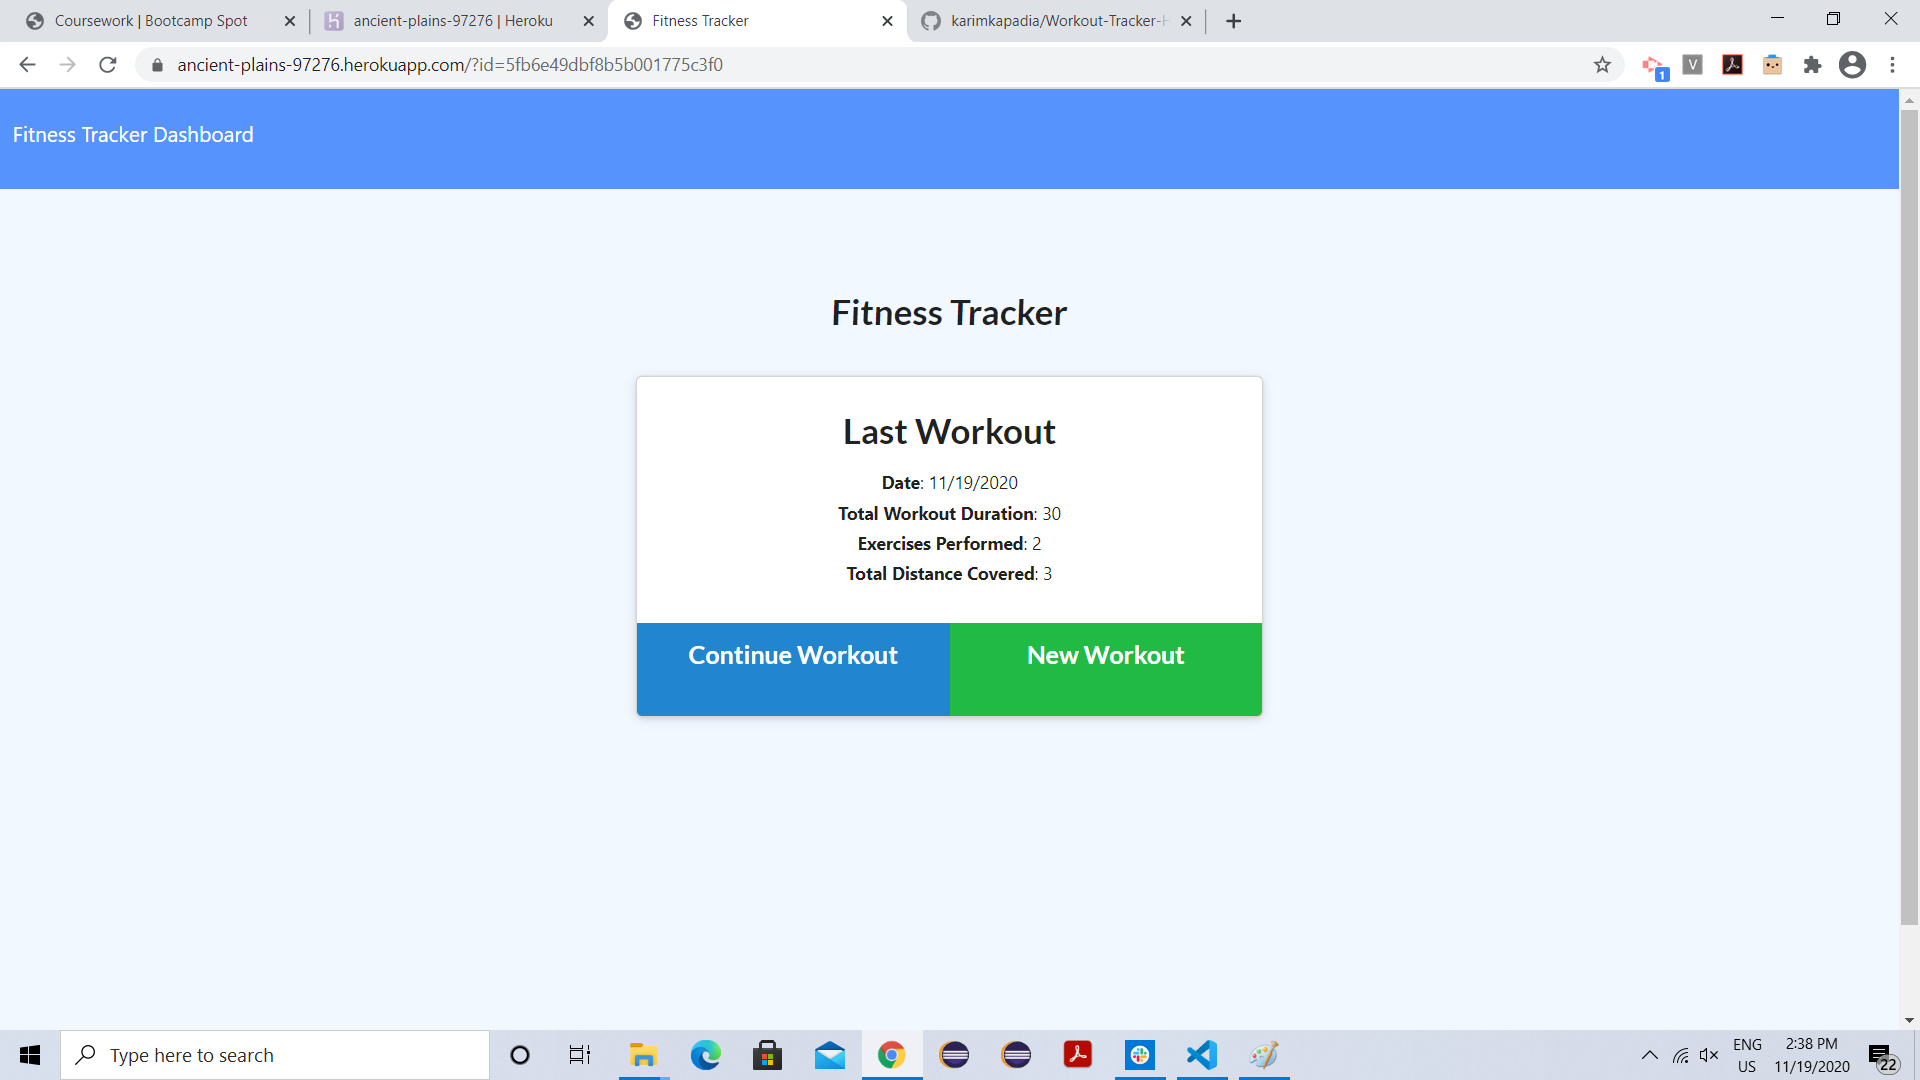 Coursework | Bootcamp Spot
ancient-plains-97276 | Heroku
Fitness Tracker
karimkapadia/Workout-Tracker-H
ancient-plains-97276.herokuapp.com/?id=5fb6e49dbf8b5b001775c3f0
1
V
Fitness Tracker Dashboard
Fitness Tracker
Last Workout
Date: 11/19/2020
Total Workout Duration: 30
Exercises Performed: 2
Total Distance Covered: 3
Continue Workout
New Workout
Type here to search
ENG
US
2:38 PM
11/19/2020
22